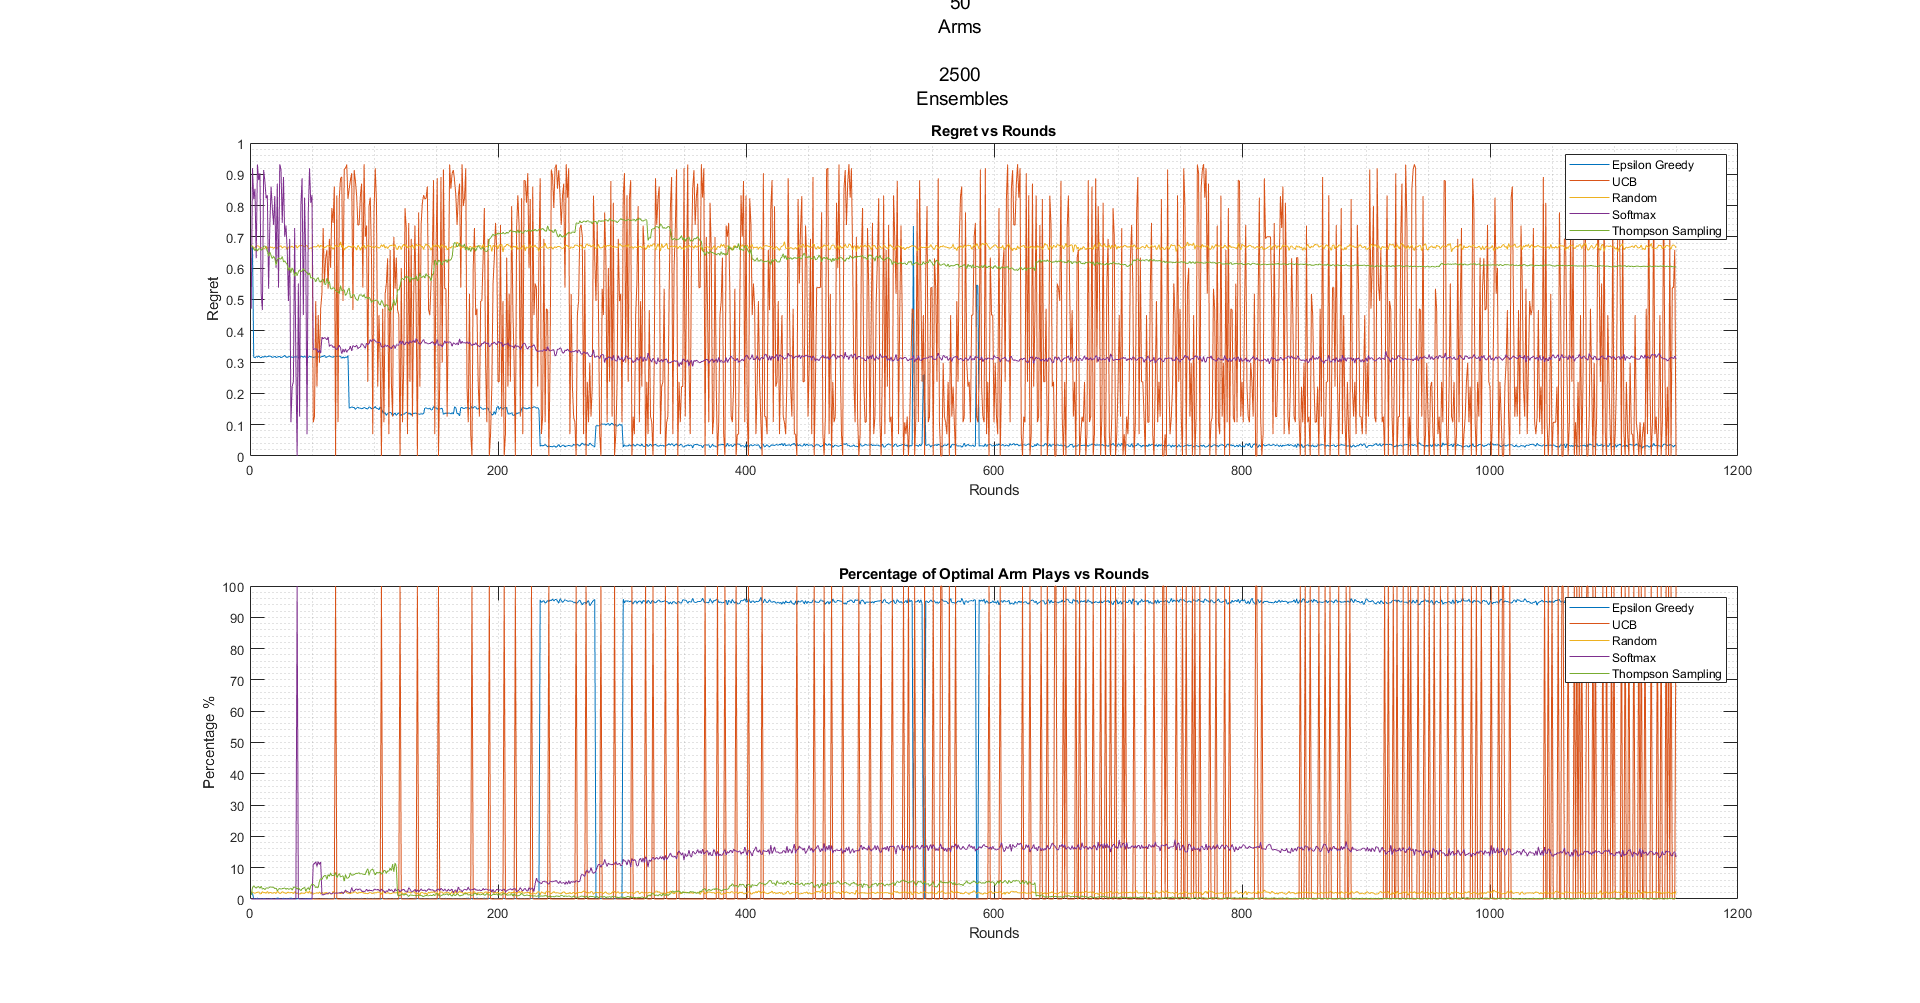 50
Arms
2500
Ensembles
Regret vs Rounds
1
0.9
0.8
0.7
0.6
0.5
0.4
0.3
0.2
0.1
0
Regret
Epsilon Greedy
UCB
Random
Softmax
Thompson Sampling
0 200 400 600 800 1000 1200
Rounds
Percentage of Optimal Arm Plays vs Rounds
100
90
80
70
60
50
40
30
20
10
0
Percentage %
Epsilon Greedy
UCB
Random
Softmax
Thompson Sampling
0 200 400 600 800 1000 1200
Rounds